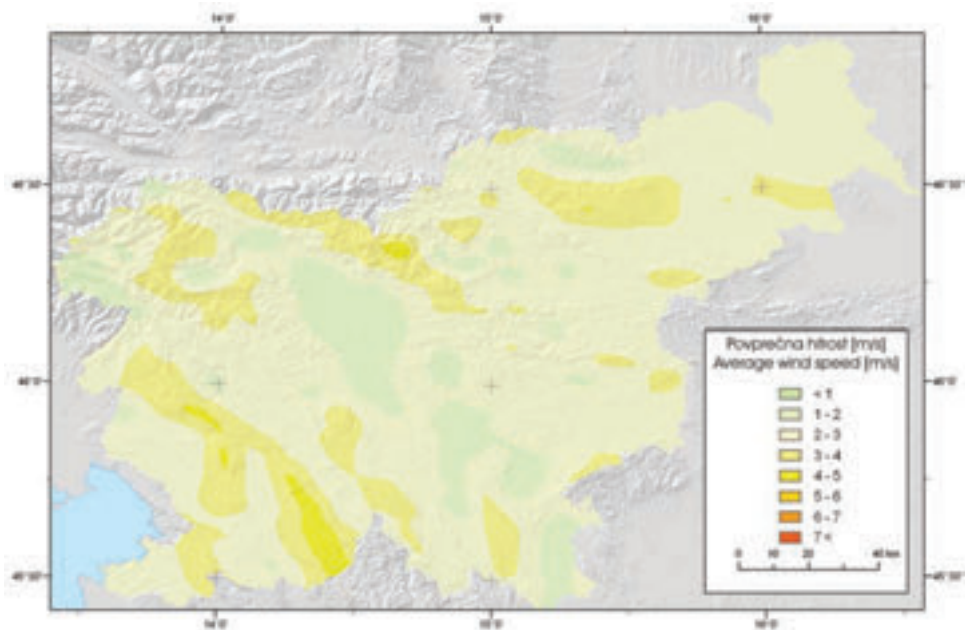 14°0'
15°0'
16°0'
46°30'
46°30'
46°0'
46°0'
45°30'
45°30'
14°0'
15°0'
16°0'
Povprečna hitrost [m/s]
Average wind speed [m/s]
< 1
1 - 2
2 - 3
3 - 4
4 - 5
5 - 6
6 - 7
7 <
0 10 20 40 km